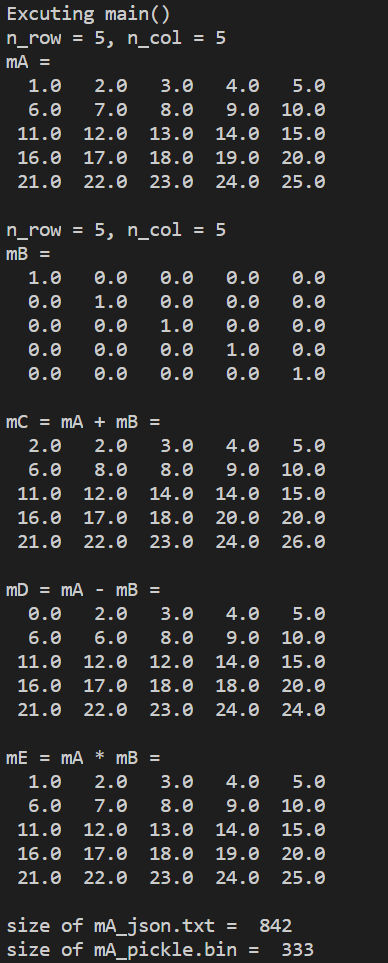 Excuting main()
n_row = 5, n_col = 5
mA =
1.0 2.0 3.0 4.0 5.0
6.0 7.0 8.0 9.0 10.0
11.0 12.0 13.0 14.0 15.0
16.0 17.0 18.0 19.0 20.0
21.0 22.0 23.0 24.0 25.0
n_row = 5, n_col = 5
mB =
1.0 0.0 0.0 0.0 0.0
0.0 1.0 0.0 0.0 0.0
0.0 0.0 1.0 0.0 0.0
0.0 0.0 0.0 1.0 0.0
0.0 0.0 0.0 0.0 1.0
mC = mA + mB =
2.0 2.0 3.0 4.0 5.0
6.0 8.0 8.0 9.0 10.0
11.0 12.0 14.0 14.0 15.0
16.0 17.0 18.0 20.0 20.0
21.0 22.0 23.0 24.0 26.0
mD = mA - mB =
0.0 2.0 3.0 4.0 5.0
6.0 6.0 8.0 9.0 10.0
11.0 12.0 12.0 14.0 15.0
16.0 17.0 18.0 18.0 20.0
21.0 22.0 23.0 24.0 24.0
mE = mA * mB =
1.0 2.0 3.0 4.0 5.0
6.0 7.0 8.0 9.0 10.0
11.0 12.0 13.0 14.0 15.0
16.0 17.0 18.0 19.0 20.0
21.0 22.0 23.0 24.0 25.0
size of mA_json.txt = 842
size of mA_pickle.bin = 333